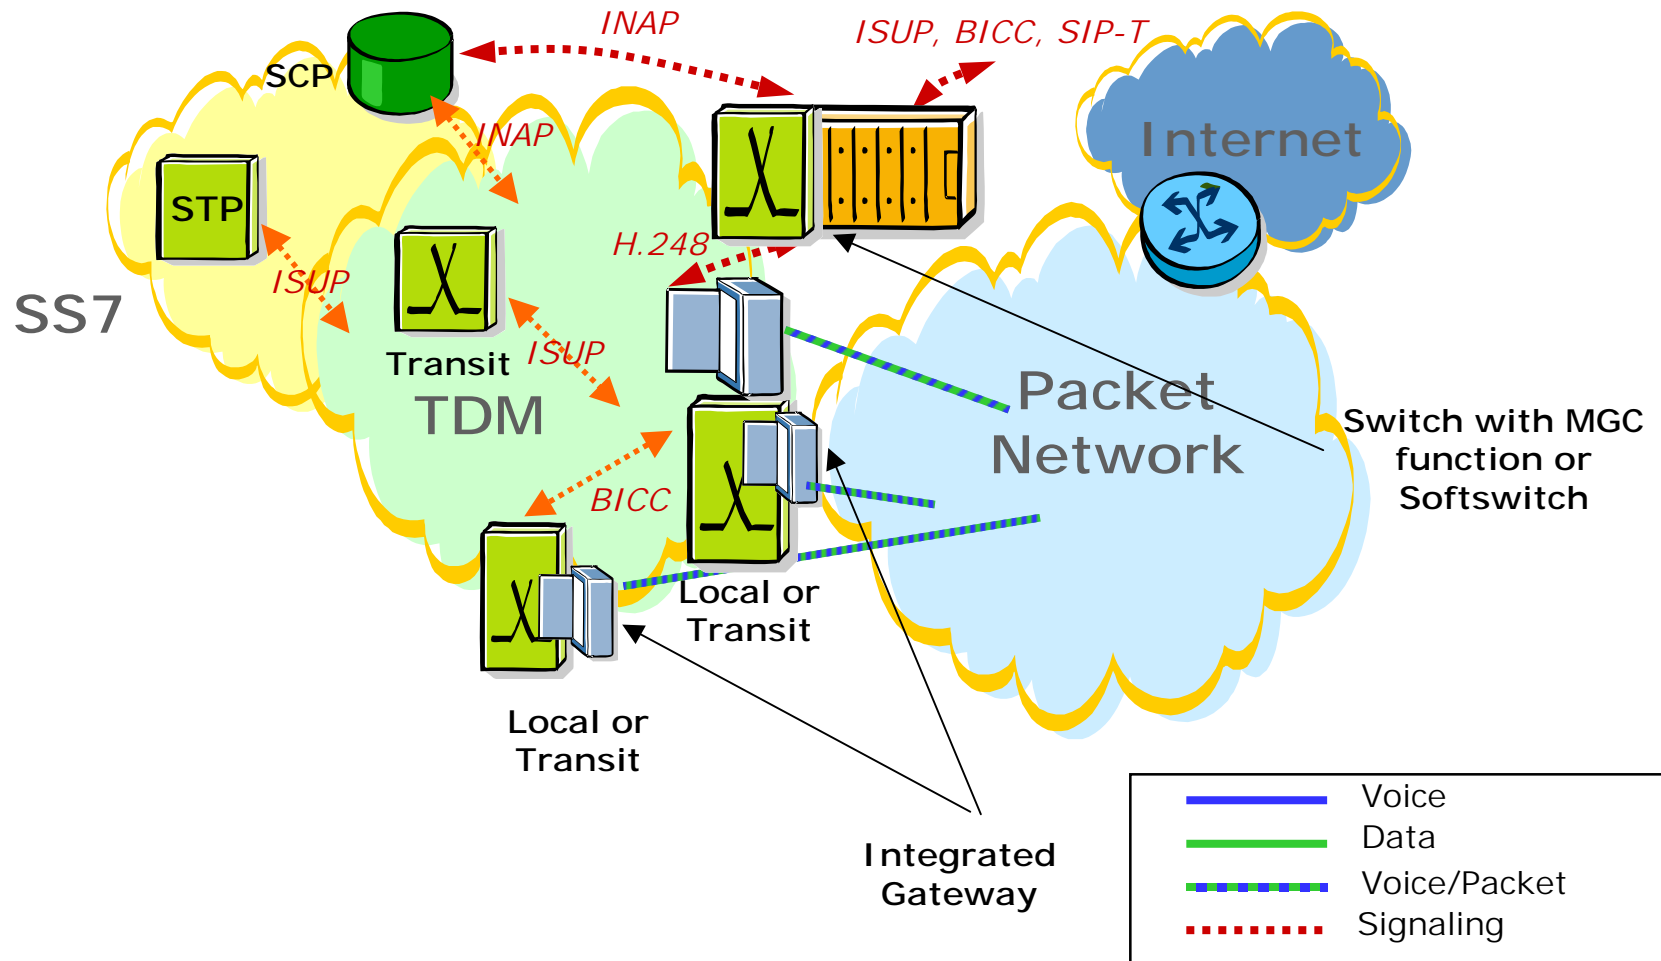 INAP
ISUP, BICC, SIP-T
SCP
INAP
Internet
STP
H.248
ISUP
SS7
Transit
ISUP
TDM
Packet
Network
Switch with MGC
function or
Softswitch
BICC
Local or
Transit
Local or
Transit
Integrated
Gateway
Voice
Data
Voice/Packet
Signaling